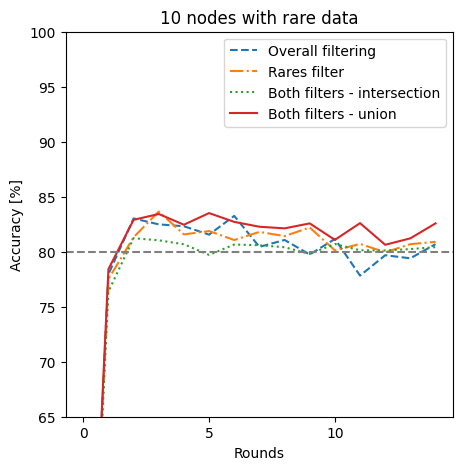 10 nodes with rare data
Overall filtering
Rares filter
Both filters - intersection
Both filters - union
Accuracy [%]
100
95
90
85
80
75
70
65
0
5
10
Rounds